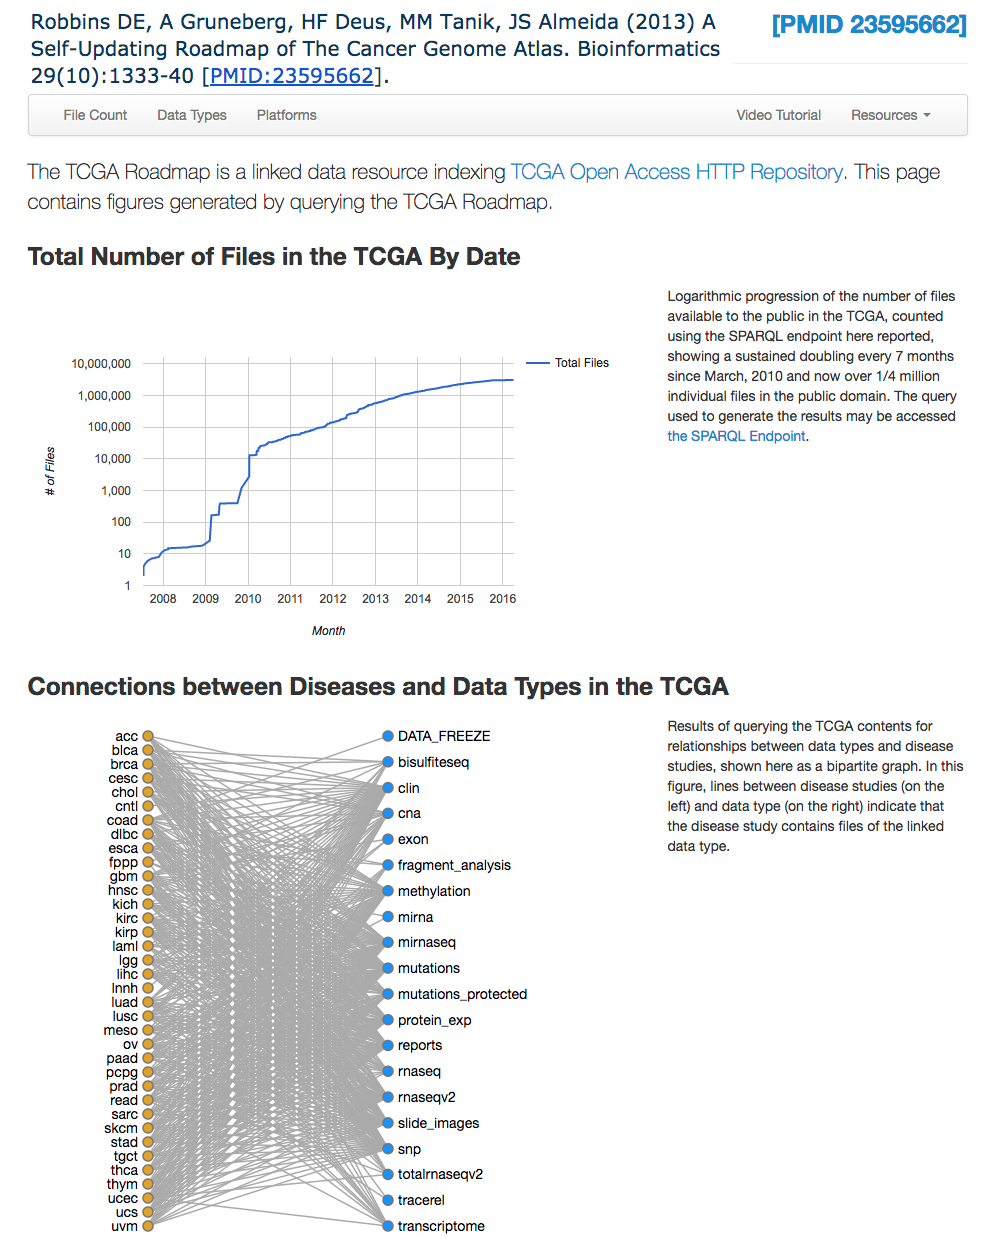 Robbins DE, A Gruneberg, HF Deus, MM Tanik, JS Almeida (2013) A
Self-Updating Roadmap of The Cancer Genome Atlas. Bioinformatics
29(10):1333-40 [PMID:23595662].
[PMID 23595662]
File Count Data Types Platforms Video Tutorial Resources
The TCGA Roadmap is a linked data resource indexing TCGA Open Access HTTP Repository. This page
contains figures generated by querying the TCGA Roadmap.
Total Number of Files in the TCGA By Date
Logarithmic progression of the number of files
available to the public in the TCGA, counted
using the SPARQL endpoint here reported,
showing a sustained doubling every 7 months
since March, 2010 and now over 1/4 million
individual files in the public domain. The query
used to generate the results may be accessed
the SPARQL Endpoint.
# of Files
10,000,000
1,000,000
100,000
10,000
1,000
100
10
1
Total Files
2008 2009 2010 2011 2012 2013 2014 2015 2016
Month
Connections between Diseases and Data Types in the TCGA
acc
blca
brca
cesc
chol
cntl
coad
dlbc
esca
fppp
gbm
hnsc
kich
kirc
kirp
laml
lgg
lihc
lnnh
luad
lusc
meso
ov
paad
pcpg
prad
read
sarc
skcm
stad
tgct
thca
thym
ucec
ucs
uvm
DATA_FREEZE
bisulfiteseq
clin
cna
exon
fragment_analysis
methylation
mirna
mirnaseq
mutations
mutations_protected
protein_exp
reports
rnaseq
rnaseqv2
slide_images
snp
totalrnaseqv2
tracerel
transcriptome
Results of querying the TCGA contents for
relationships between data types and disease
studies, shown here as a bipartite graph. In this
figure, lines between disease studies (on the
left) and data type (on the right) indicate that
the disease study contains files of the linked
data type.